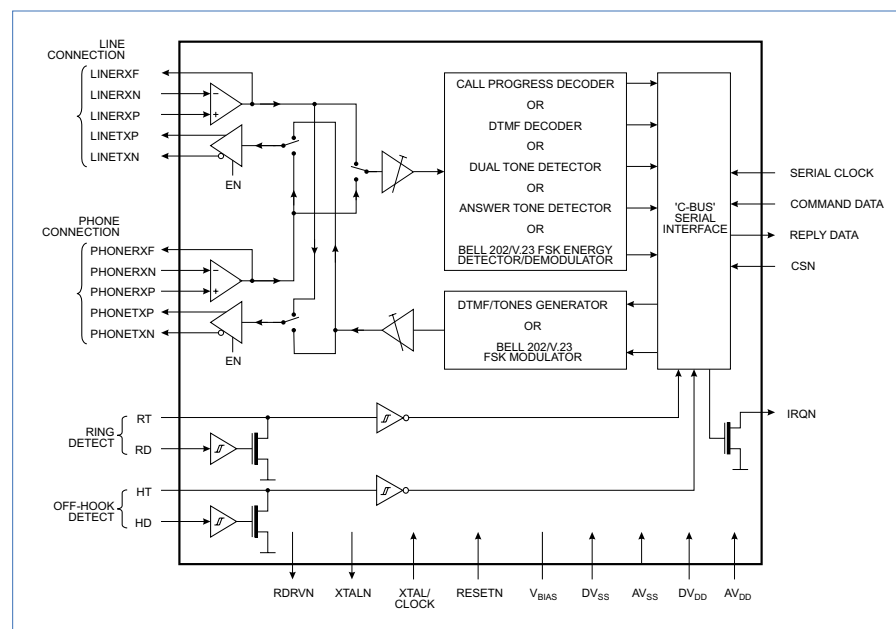 LINE
CONNECTION
LINERXF
LINERXN
LINERXP
LINETXP
LINETXN
EN
PHONE
CONNECTION
PHONERXF
PHONERXN
PHONERXP
PHONETXP
PHONETXN
EN
CALL PROGRESS DECODER
OR
DTMF DECODER
OR
DUAL TONE DETECTOR
OR
ANSWER TONE DETECTOR
OR
BELL 202/V.23 FSK ENERGY
DETECTOR/DEMODULATOR
DTMF/TONES GENERATOR
OR
BELL 202/V.23
FSK MODULATOR
'C-BUS'
SERIAL
INTERFACE
SERIAL CLOCK
COMMAND DATA
REPLY DATA
CSN
IRQN
RING
DETECT
RT
RD
OFF-HOOK
DETECT
HT
HD
RDRVN
XTALN
XTAL/
CLOCK
RESETN
VBIAS
DVSS
AVSS
DVDD
AVDD